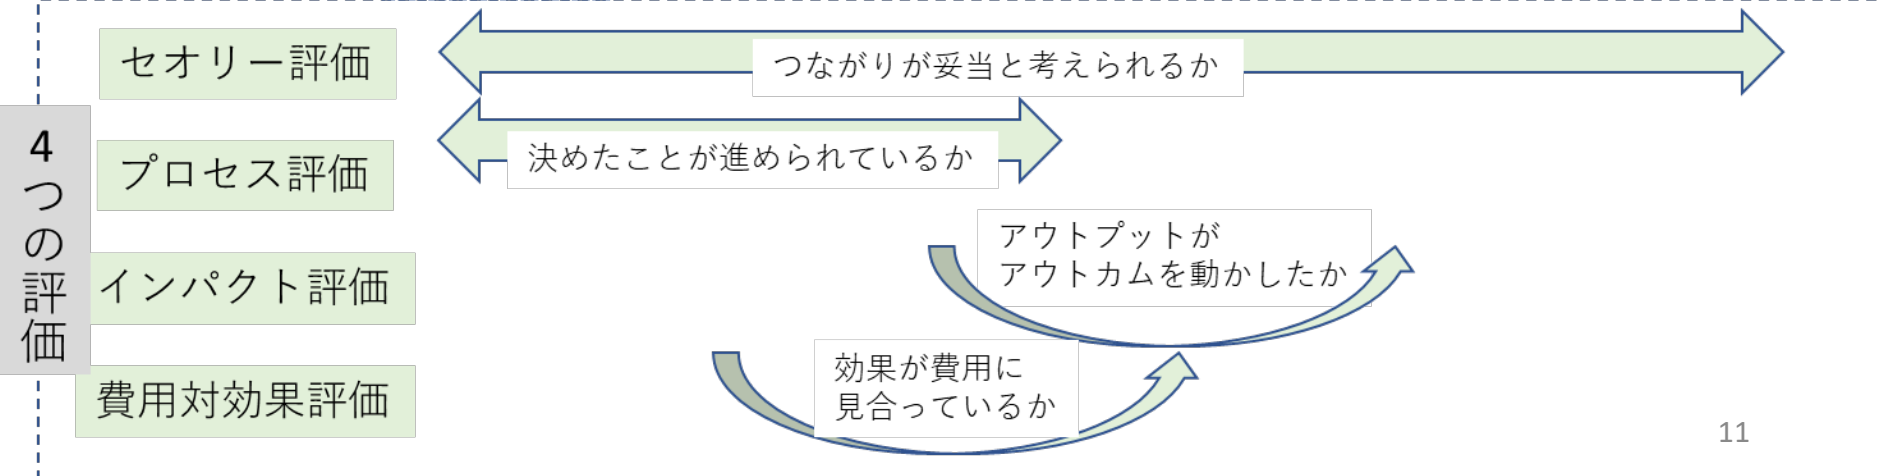 4つの評価
セオリー評価
つながりが妥当と考えられるか
プロセス評価
決めたことが進められているか
インパクト評価
アウトプットが
アウトカムを動かしたか
費用対効果評価
効果が費用に
見合っているか
11